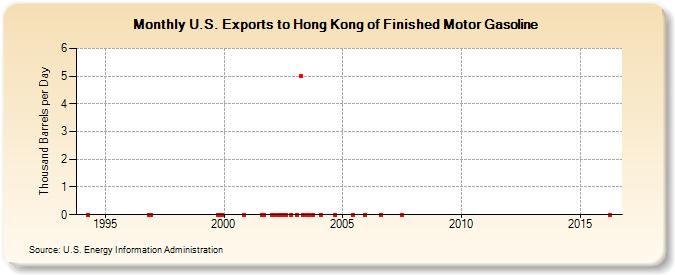 Monthly U.S. Exports to Hong Kong of Finished Motor Gasoline
Thousand Barrels per Day
6
5
4
3
2
1
0
1995 2000 2005 2010 2015
Source: U.S. Energy Information Administration